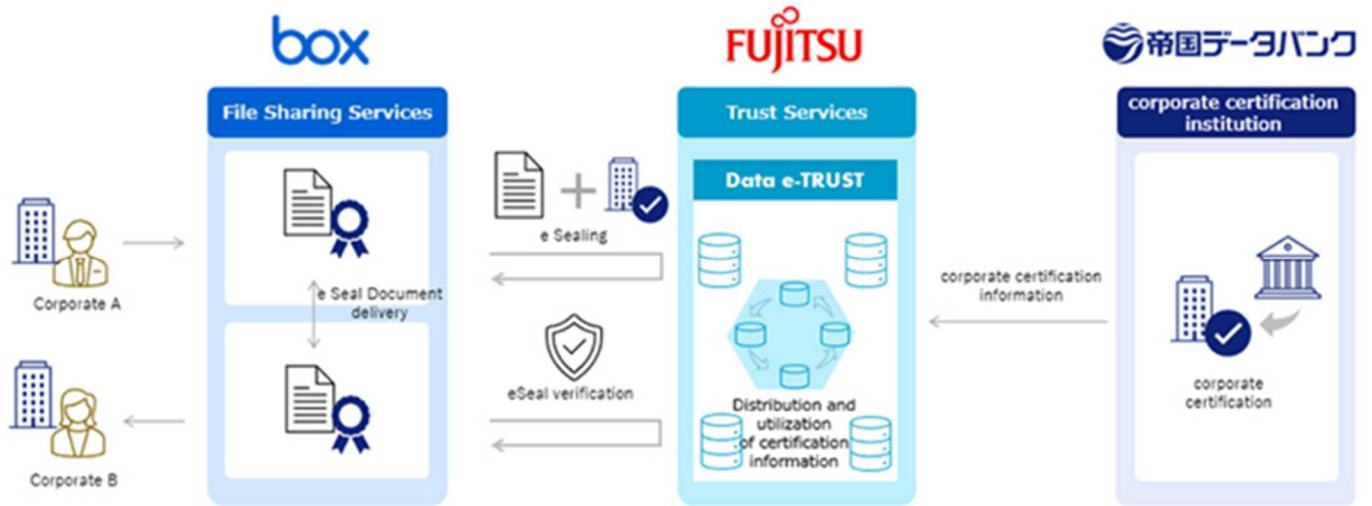 box
FUJITSU
帝国データバンク
File Sharing Services
Trust Services
corporate certification
institution
Data e-TRUST
e Sealing
Corporate A
e Seal Document
delivery
corporate certification
information
eSeal verification
corporate
certification
Distribution and
utilization
of certification
information
Corporate B